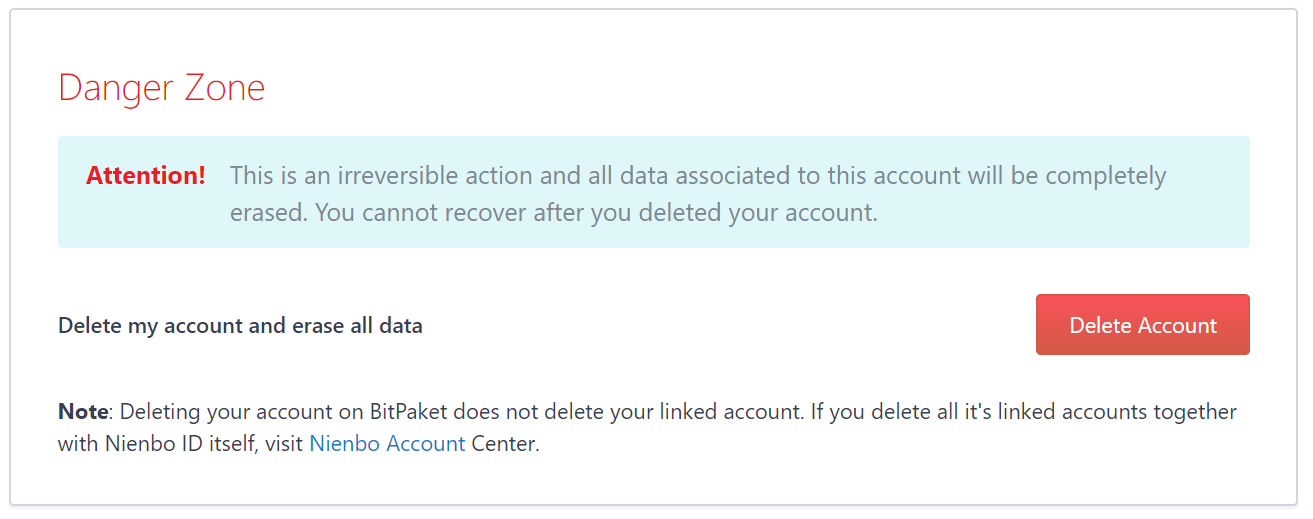 Danger Zone
Attention! This is an irreversible action and all data associated to this account will be completely
erased. You cannot recover after you deleted your account.
Delete my account and erase all data
Delete Account
Note: Deleting your account on BitPaket does not delete your linked account. If you delete all it's linked accounts together
with Nienbo ID itself, visit Nienbo Account Center.